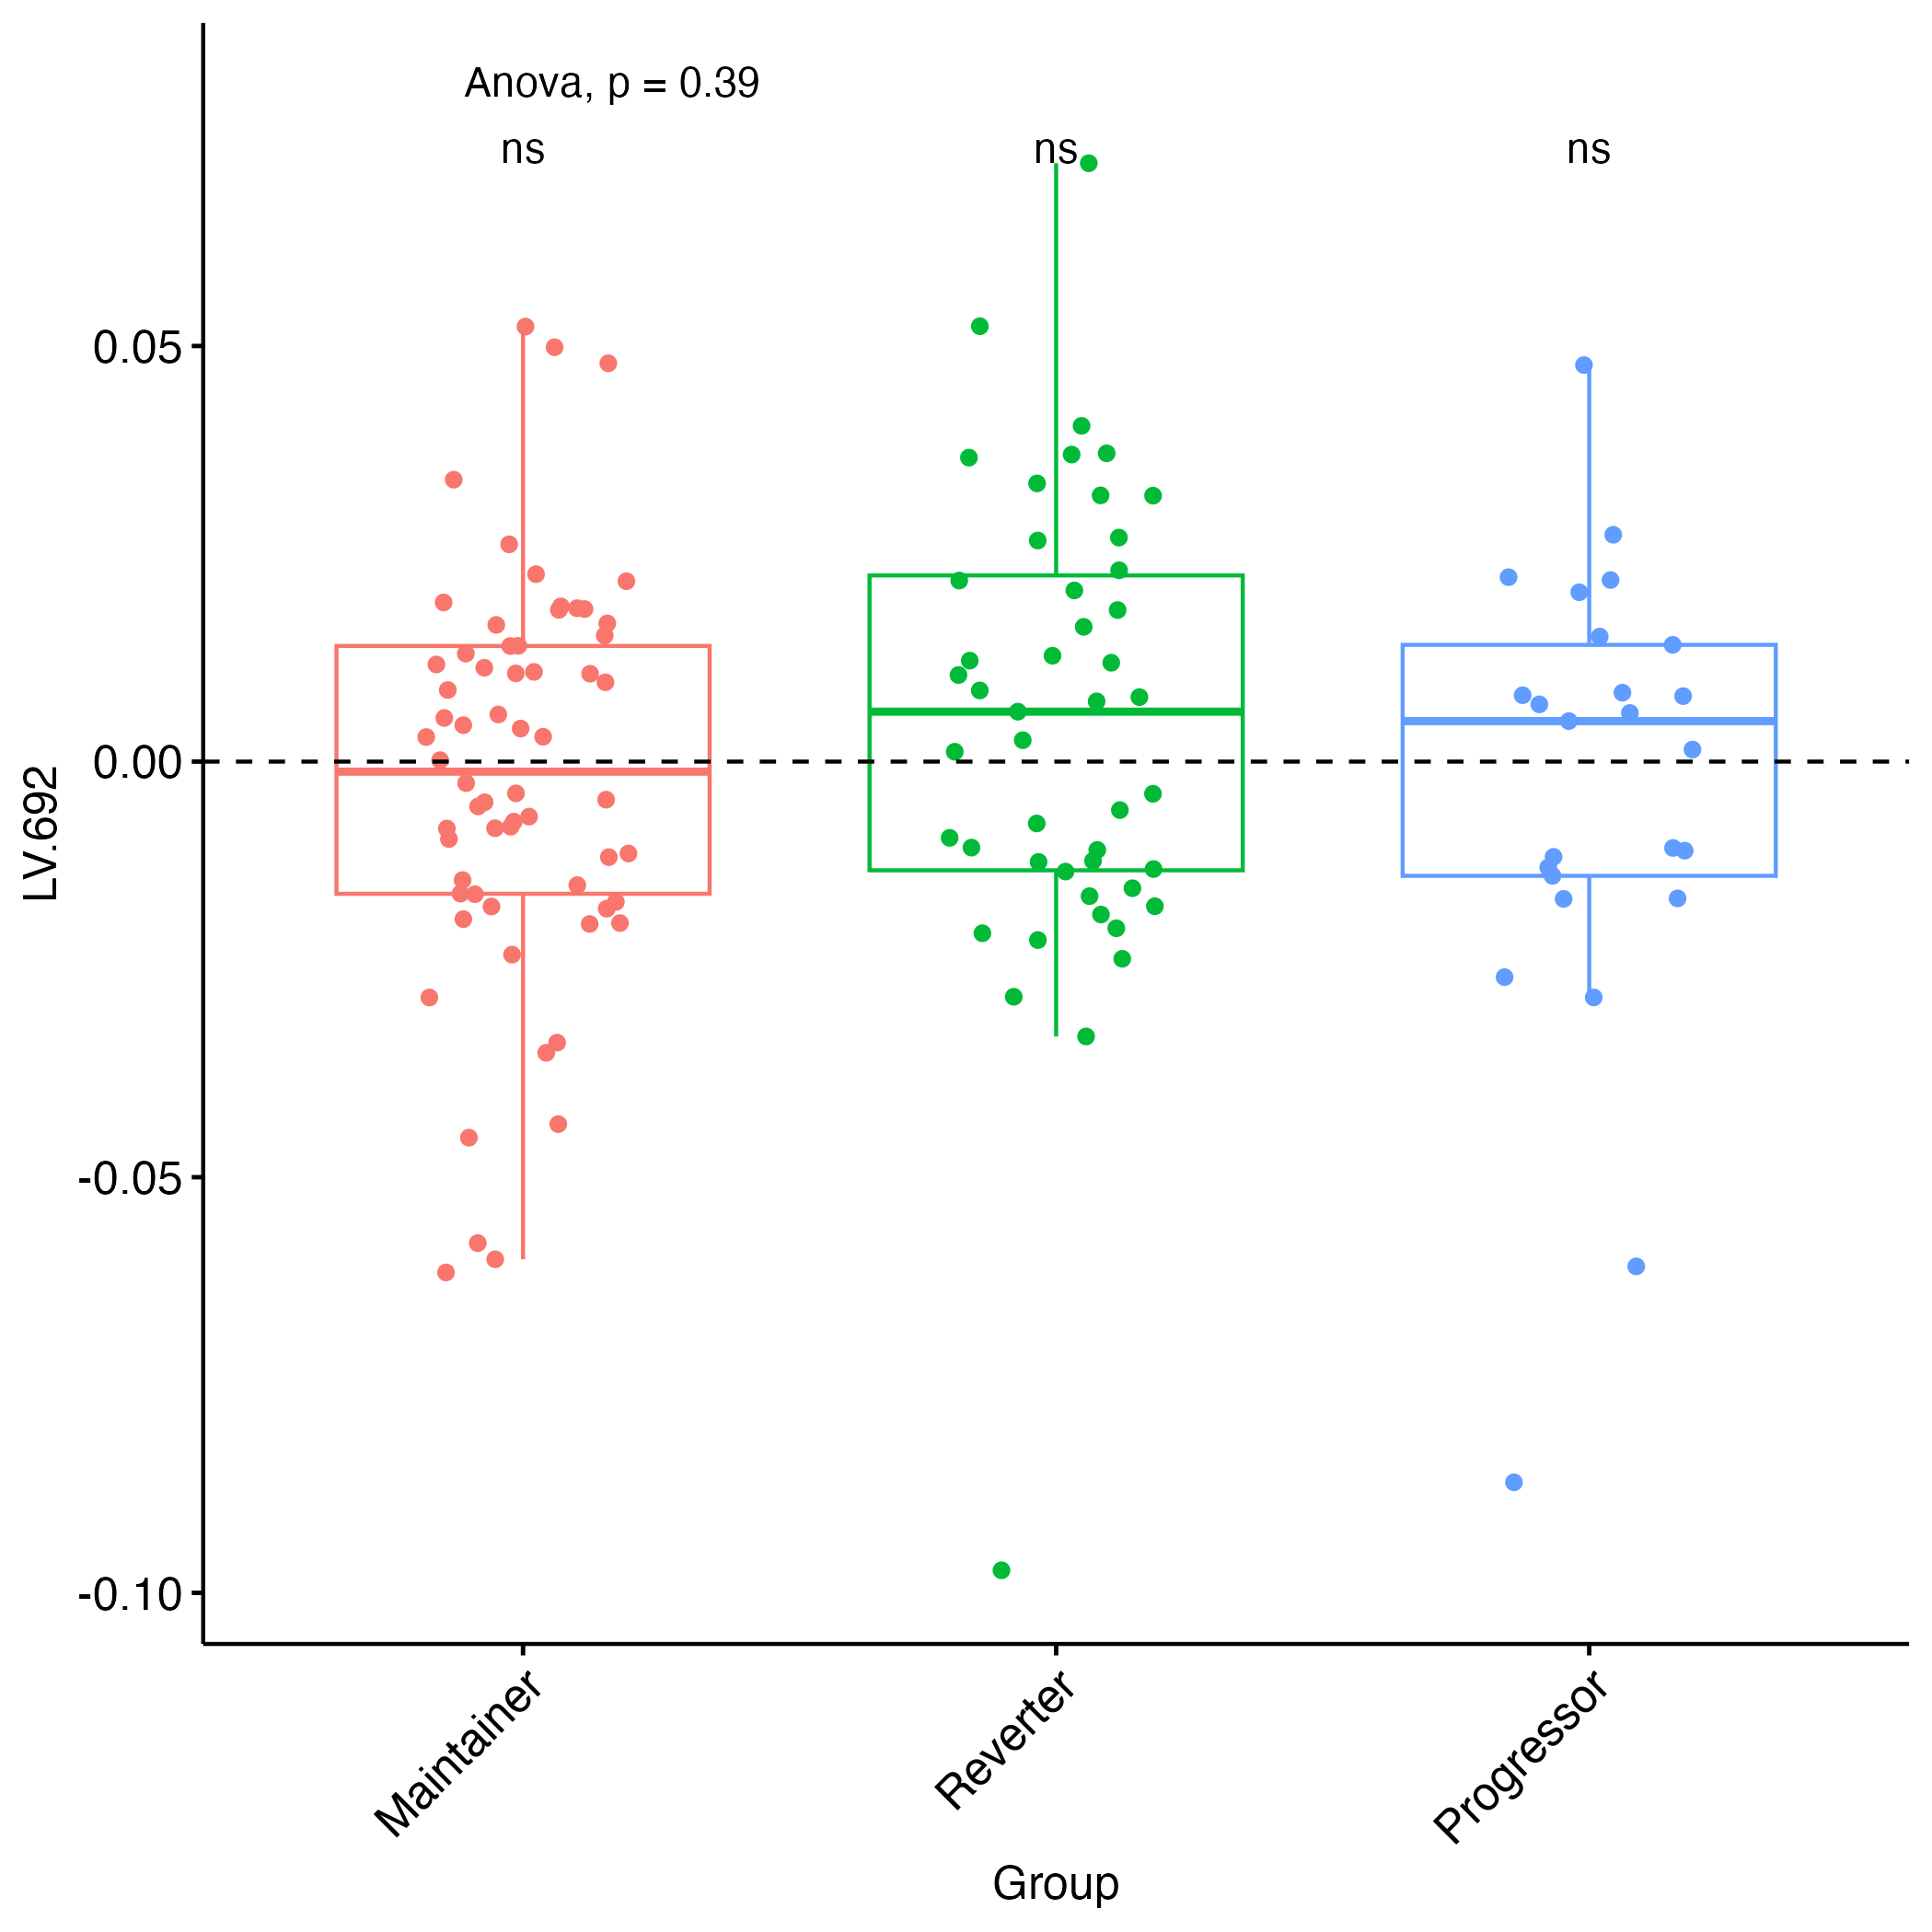 Anova, p = 0.39
ns ns ns
0.05
0.00
-0.05
-0.10
LV.692
Maintainer Reverter Progressor
Group